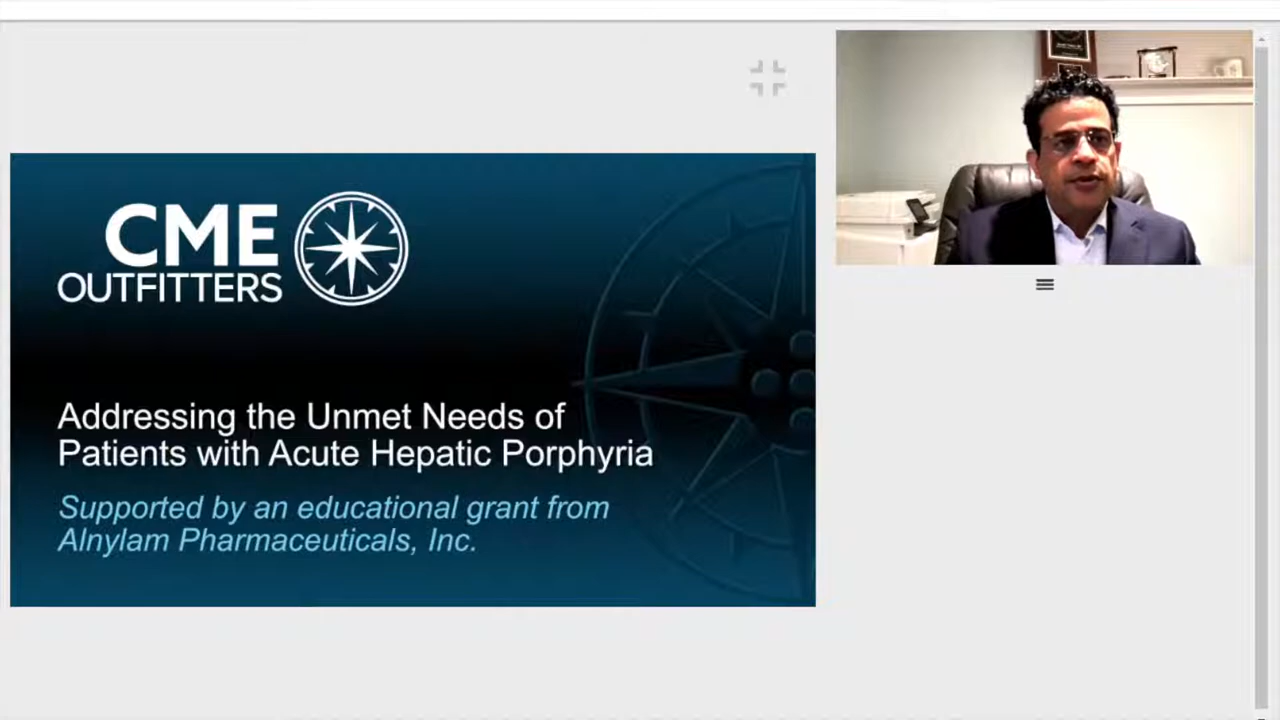 CME
OUTFITTERS
Addressing the Unmet Needs of
Patients with Acute Hepatic Porphyria
Supported by an educational grant from
Alnylam Pharmaceuticals, Inc.